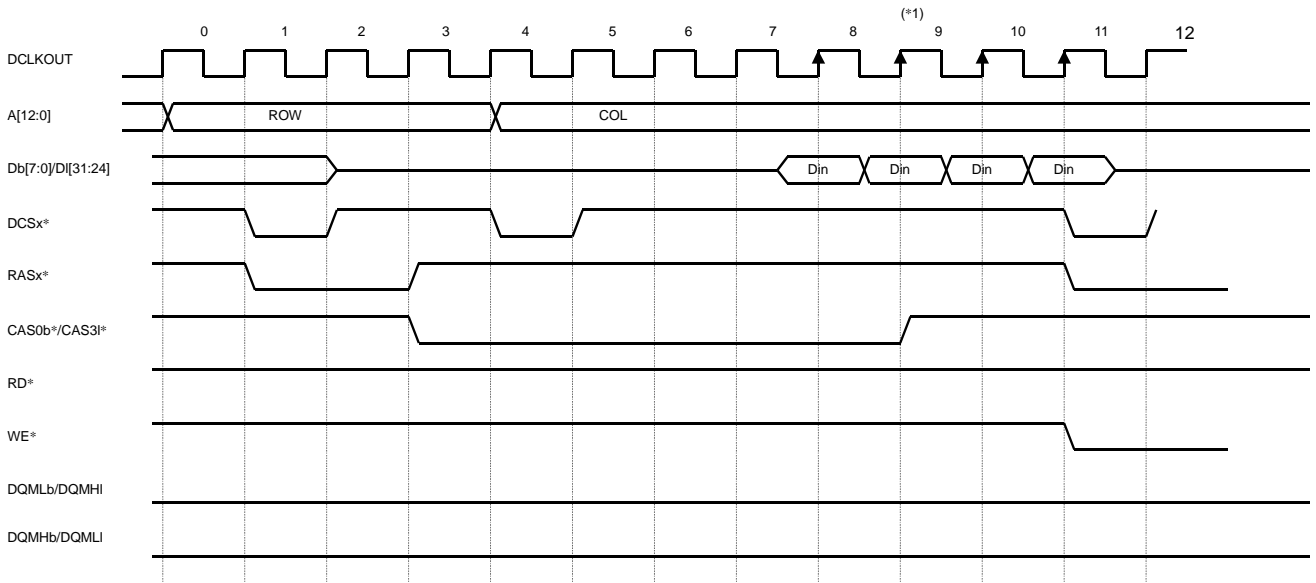 (*1)
0 1 2 3 4 5 6 7 8 9 10 11 12
DCLKOUT
A[12:0] ROW COL
Db[7:0]/Dl[31:24] Din Din Din Din
DCSx*
RASx*
CAS0b*/CAS3l*
RD*
WE*
DQMLb/DQMHl
DQMHb/DQMLl